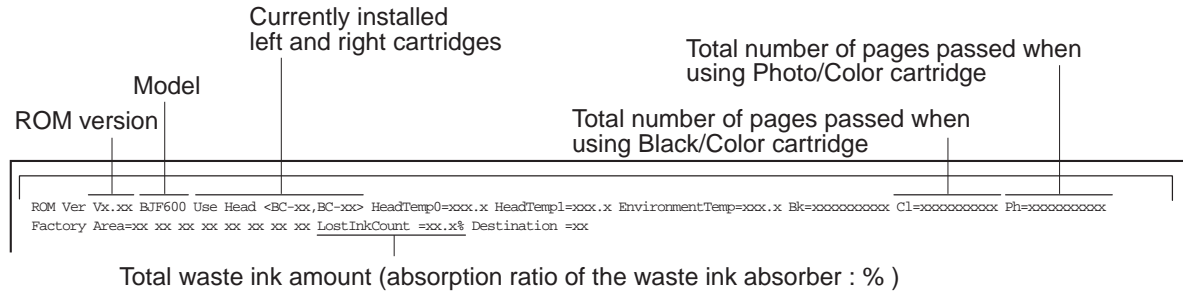 Currently installed
left and right cartridges
Total number of pages passed when
using Photo/Color cartridge
Model
ROM version
Total number of pages passed when
using Black/Color cartridge
ROM Ver Vx.xx BJF600 Use Head <BC-xx,BC-xx> HeadTemp0=xxx.x HeadTemp1=xxx.x EnvironmentTemp=xxx.x Bk=xxxxxxxxxx Cl=xxxxxxxxxx Ph=xxxxxxxxxx
Factory Area=xx xx xx xx xx xx xx xx LostInkCount =xx.x% Destination =xx
Total waste ink amount (absorption ratio of the waste ink absorber : % )